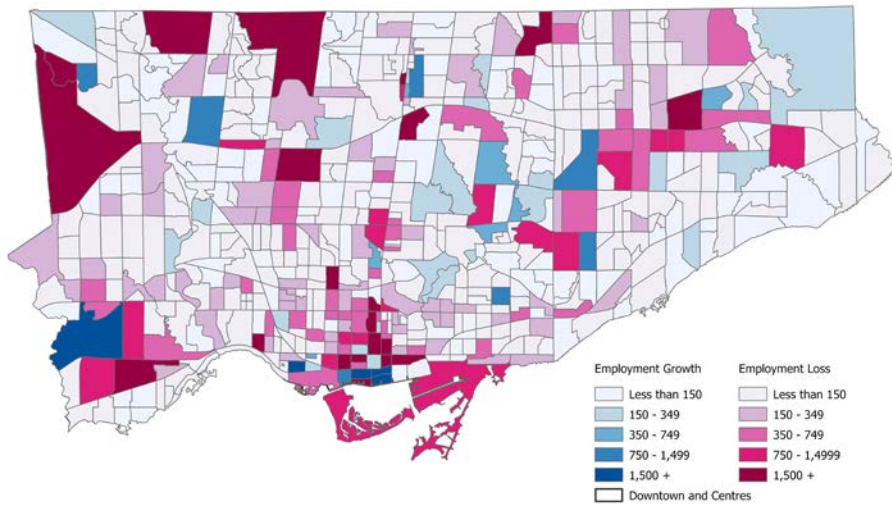 Employment Growth
Less than 150
150 - 349
350 - 749
750 - 1,499
1,500 +
Employment Loss
Less than 150
150 - 349
350 - 749
750 - 1,4999
1,500 +
Downtown and Centres